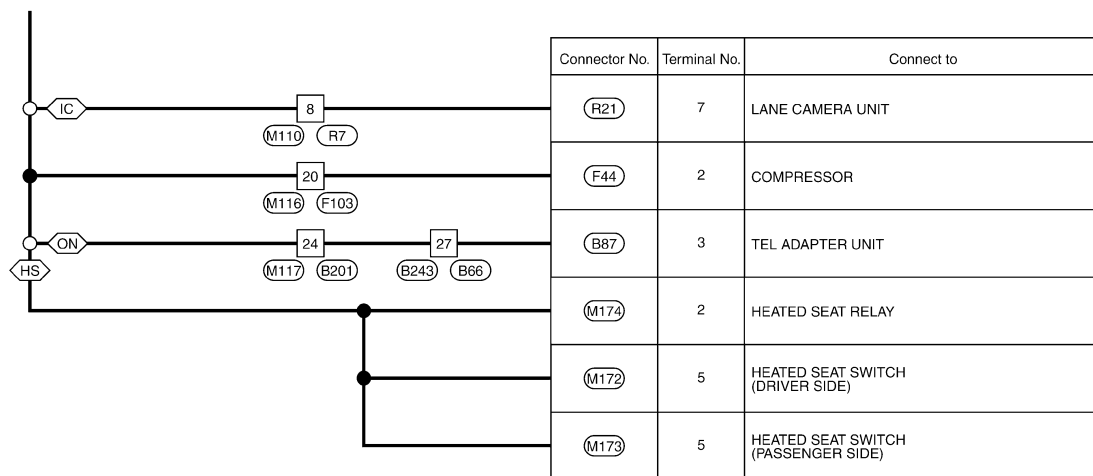 Connector No. Terminal No. Connect to
IC 8 R21 7 LANE CAMERA UNIT
M110 R7
20 F44 2 COMPRESSOR
M116 F103
ON 24 27 B87 3 TEL ADAPTER UNIT
HS M117 B201 B243 B66
M174 2 HEATED SEAT RELAY
M172 5 HEATED SEAT SWITCH
(DRIVER SIDE)
M173 5 HEATED SEAT SWITCH
(PASSENGER SIDE)